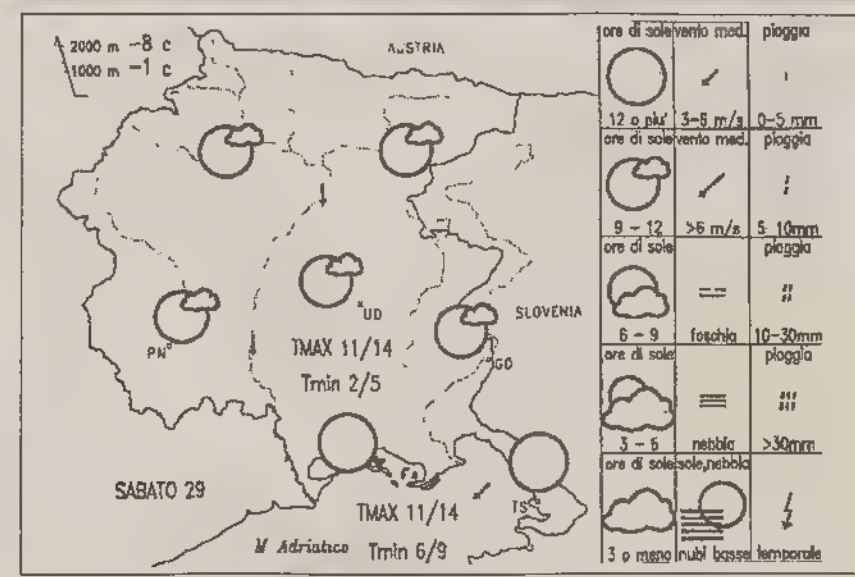 2000 m -8 c
1000 m -1 c
AUSTRIA
SLOVENIA
UD
PN
GO
TMAX 11/14
Tmin 2/5
SABATO 29
TS
TMAX 11/14
M Adriatico
Tmin 6/9
ore di sole vento med. pioggia
12 o piu' 3-6 m/s 0-5 mm
ore di sole vento med. pioggia
9 - 12 >6 m/s 5 10mm
ore di sole pioggia
6 - 9 foschia 10-30mm
ore di sole pioggia
3 - 6 nebbia >30mm
ore di sole sole,nebbia
3 o meno nubi basse temporale